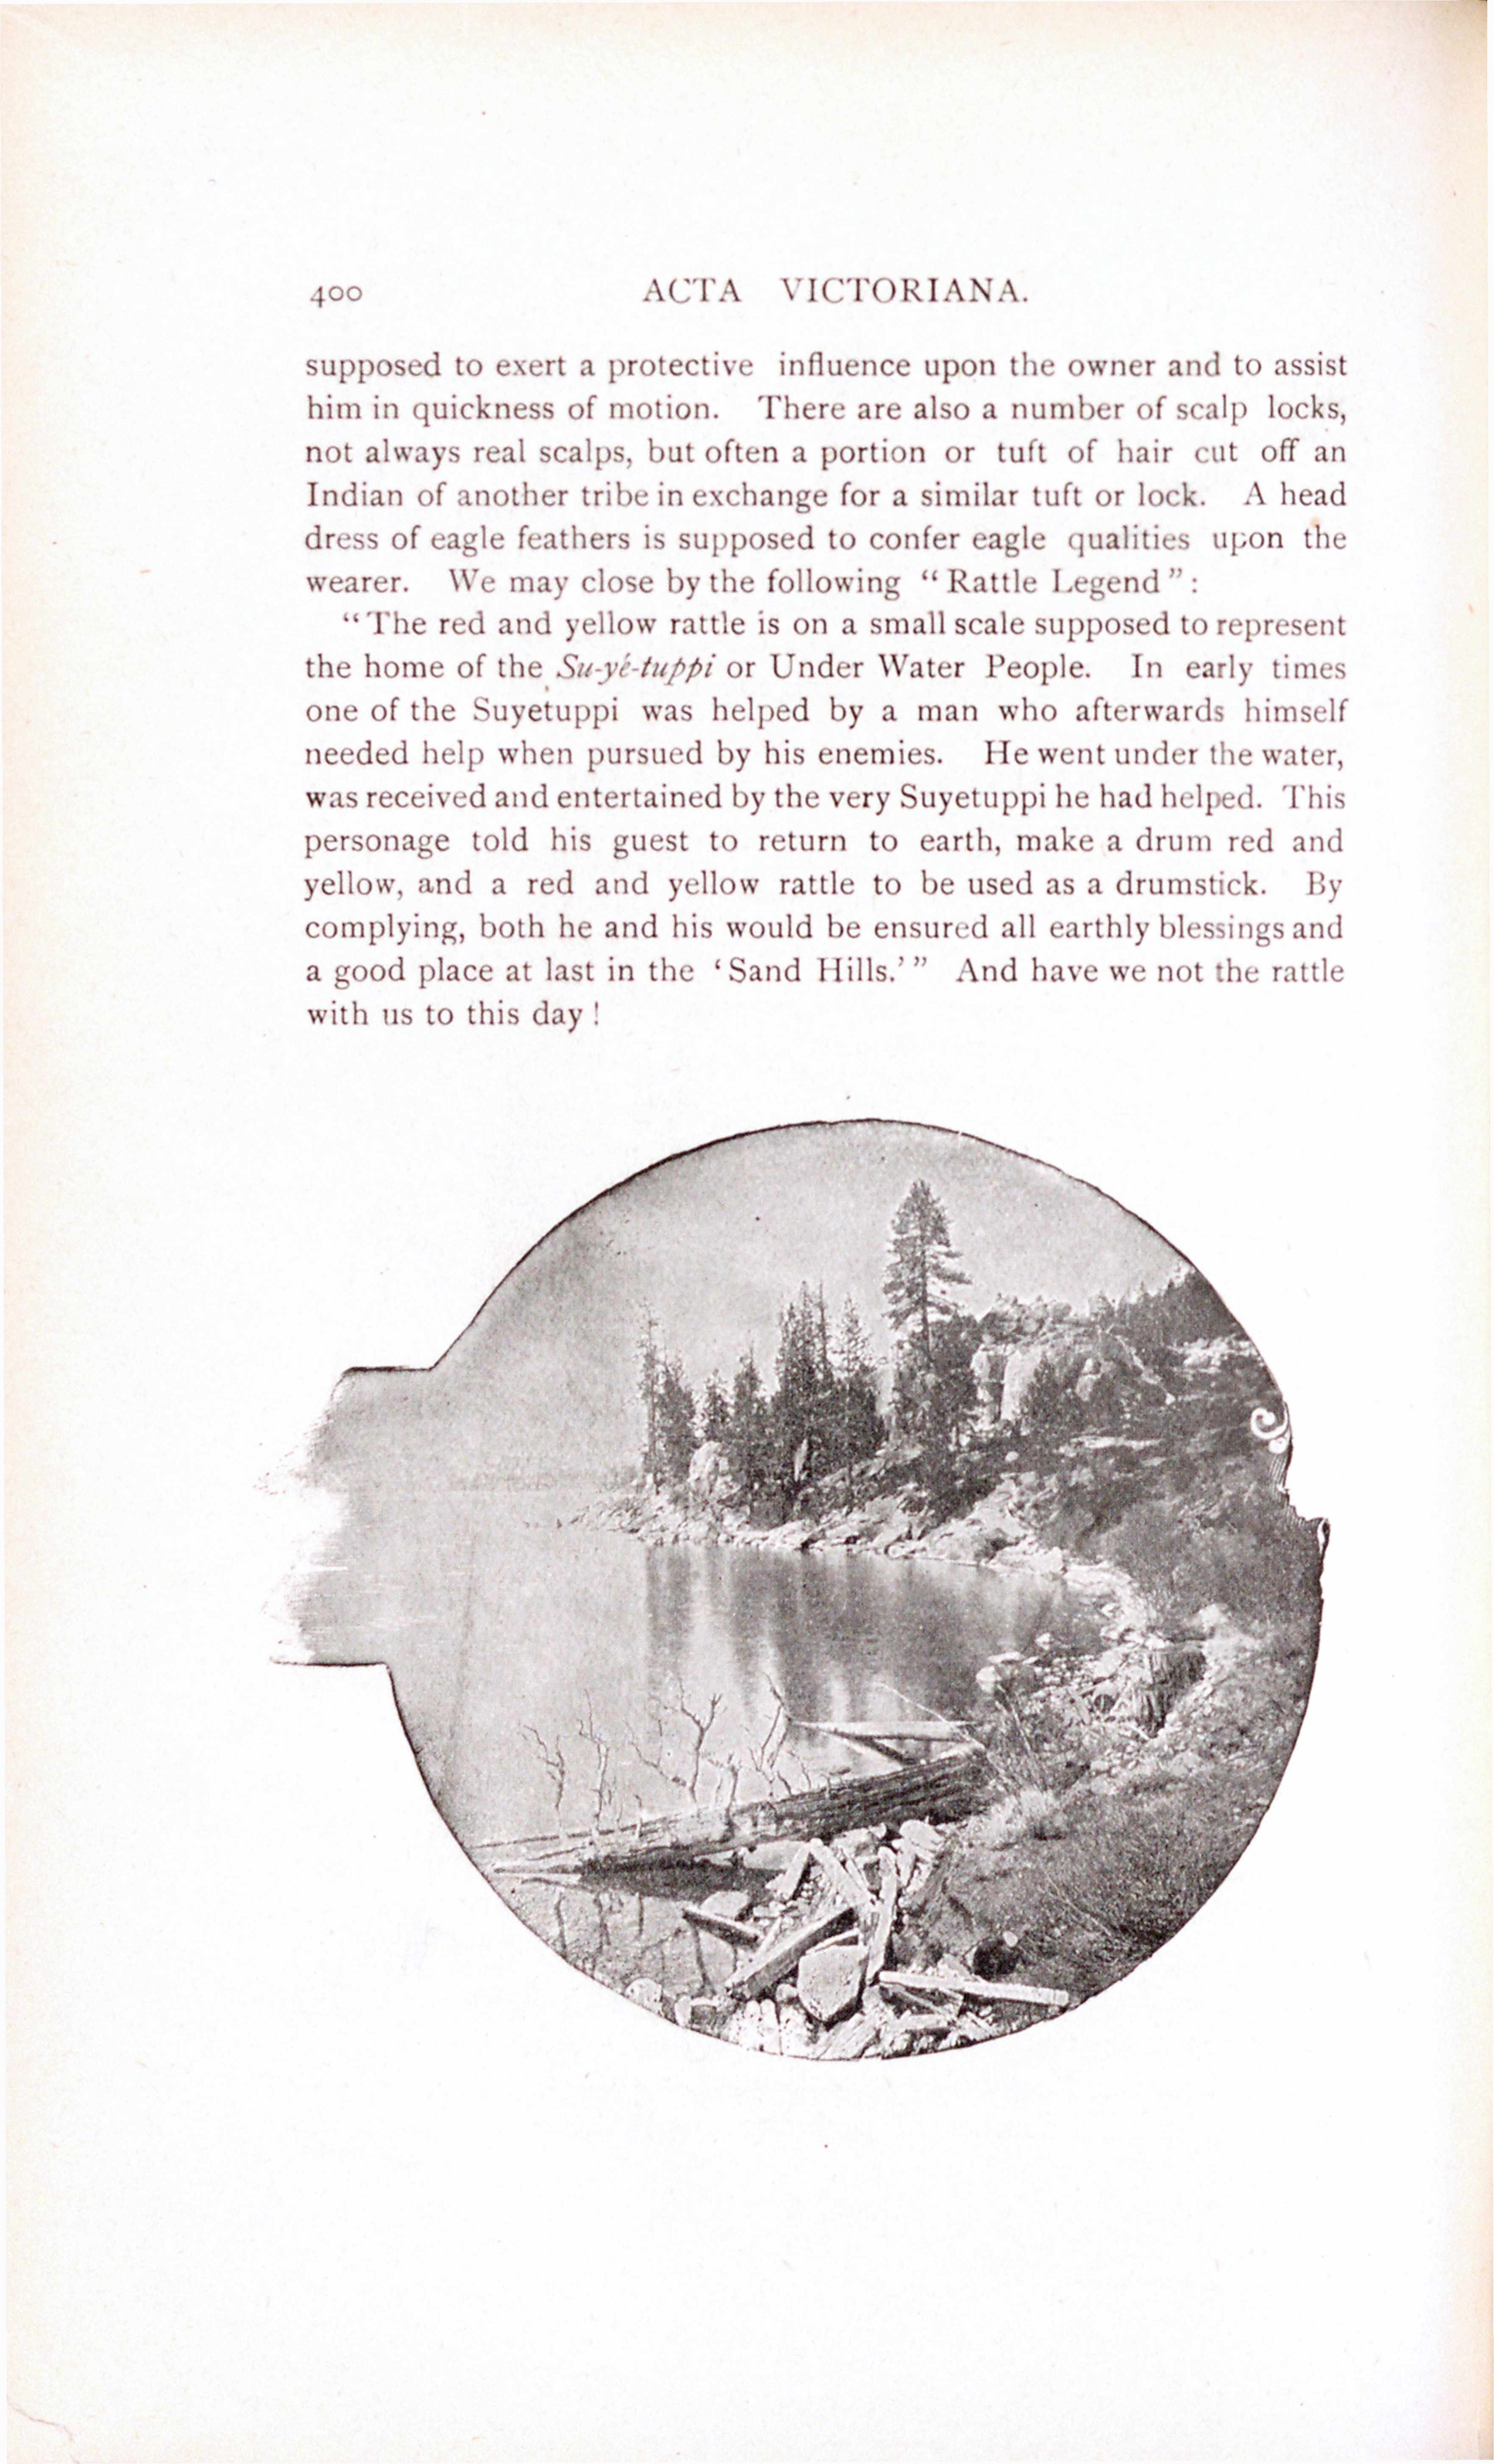 400 ACTA VICTORIANA.
supposed to exert a protective influence upon the owner and to assist
him in quickness of motion. There are also a number of scalp locks,
not always real scalps, but often a portion or tuft of hair cut off an
Indian of another tribe in exchange for a similar tuft or lock. A head
dress of eagle feathers is supposed to confer eagle qualities upon the
wearer. We may close by the following “Rattle Legend”:
“The red and yellow rattle is on a small scale supposed to represent
the home of the Su-yé-tuppi or Under Water People. In early times
one of the Suyetuppi was helped by a man who afterwards himself
needed help when pursued by his enemies. He went under the water,
was received and entertained by the very Suyetuppi he had helped. This
personage told his guest to return to earth, make a drum red and
yellow, and a red and yellow rattle to be used as a drumstick. By
complying, both he and his would be ensured all earthly blessings and
a good place at last in the ‘Sand Hills.’” And have we not the rattle
with us to this day!